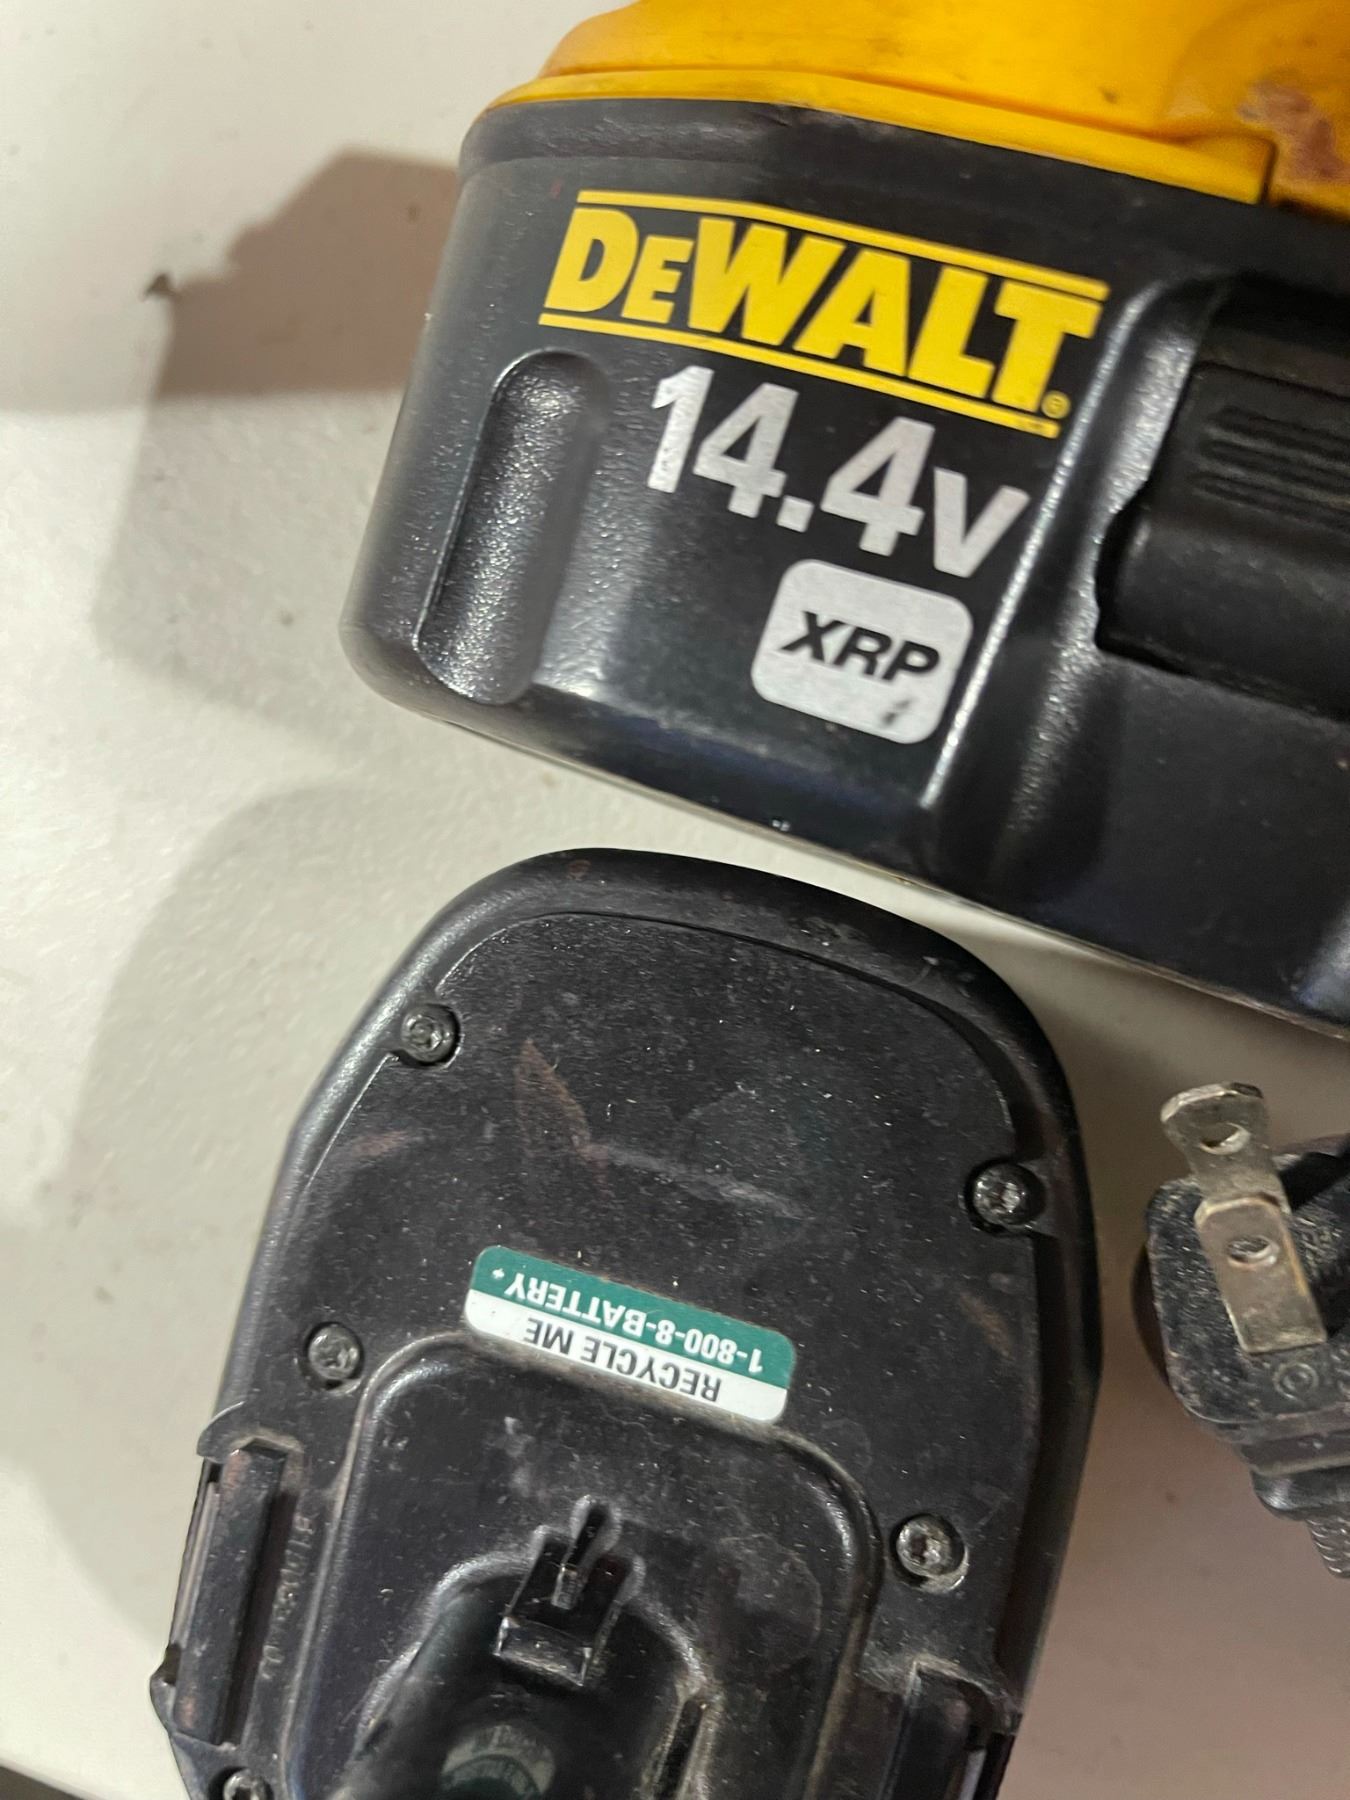 DEWALT®
14.4V
XRP
RECYCLE ME
1-800-8-BATTERY